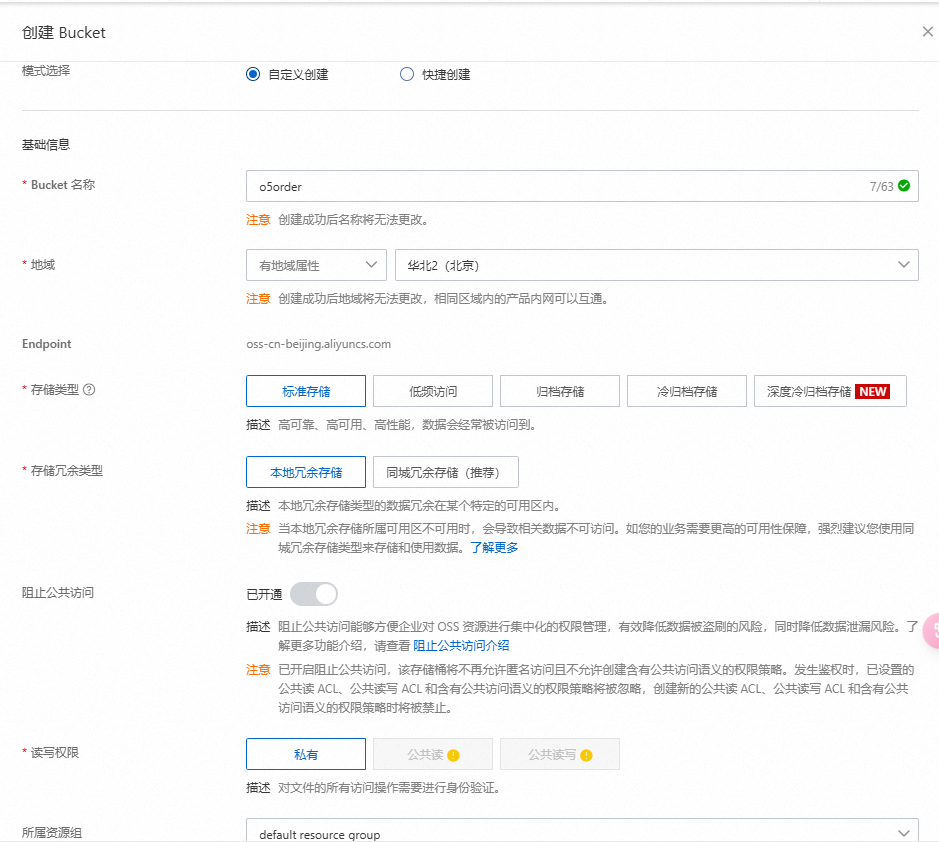 创建 Bucket
模式选择
自定义创建
快捷创建
基础信息
* Bucket 名称
o5order
7/63
注意 创建成功后名称将无法更改。
* 地域
有地域属性
华北2（北京）
注意 创建成功后地域将无法更改，相同区域内的产品内网可以互通。
Endpoint
oss-cn-beijing.aliyuncs.com
* 存储类型
标准存储
低频访问
归档存储
冷归档存储
深度冷归档存储 NEW
描述 高可靠、高可用、高性能，数据会经常被访问到。
* 存储冗余类型
本地冗余存储
同城冗余存储（推荐）
描述 本地冗余存储类型的数据冗余在某个特定的可用区内。
注意 当本地冗余存储所属可用区不可用时，会导致相关数据不可访问。如您的业务需要更高的可用性保障，强烈建议您使用同
城冗余存储类型来存储和使用数据。了解更多
阻止公共访问
已开通
描述 阻止公共访问能够方便企业对 OSS 资源进行集中化的权限管理，有效降低数据被盗刷的风险，同时降低数据泄漏风险。了
解更多功能介绍，请查看 阻止公共访问介绍
注意 已开启阻止公共访问，该存储桶将不再允许匿名访问且不允许创建含有公共访问语义的权限策略。发生鉴权时，已设置的
公共读 ACL、公共读写 ACL 和含有公共访问语义的权限策略将被忽略，创建新的公共读 ACL、公共读写 ACL 和含有公共
访问语义的权限策略时将被禁止。
* 读写权限
私有
公共读
公共读写
描述 对文件的所有访问操作需要进行身份验证。
所属资源组
default resource group